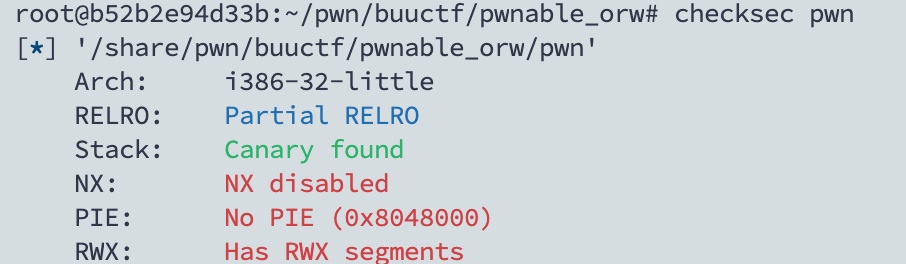 root@b52b2e94d33b:~/pwn/buuctf/pwnable_orw# checksec pwn
[*] '/share/pwn/buuctf/pwnable_orw/pwn'
    Arch:     i386-32-little
    RELRO:    Partial RELRO
    Stack:    Canary found
    NX:       NX disabled
    PIE:      No PIE (0x8048000)
    RWX:      Has RWX segments